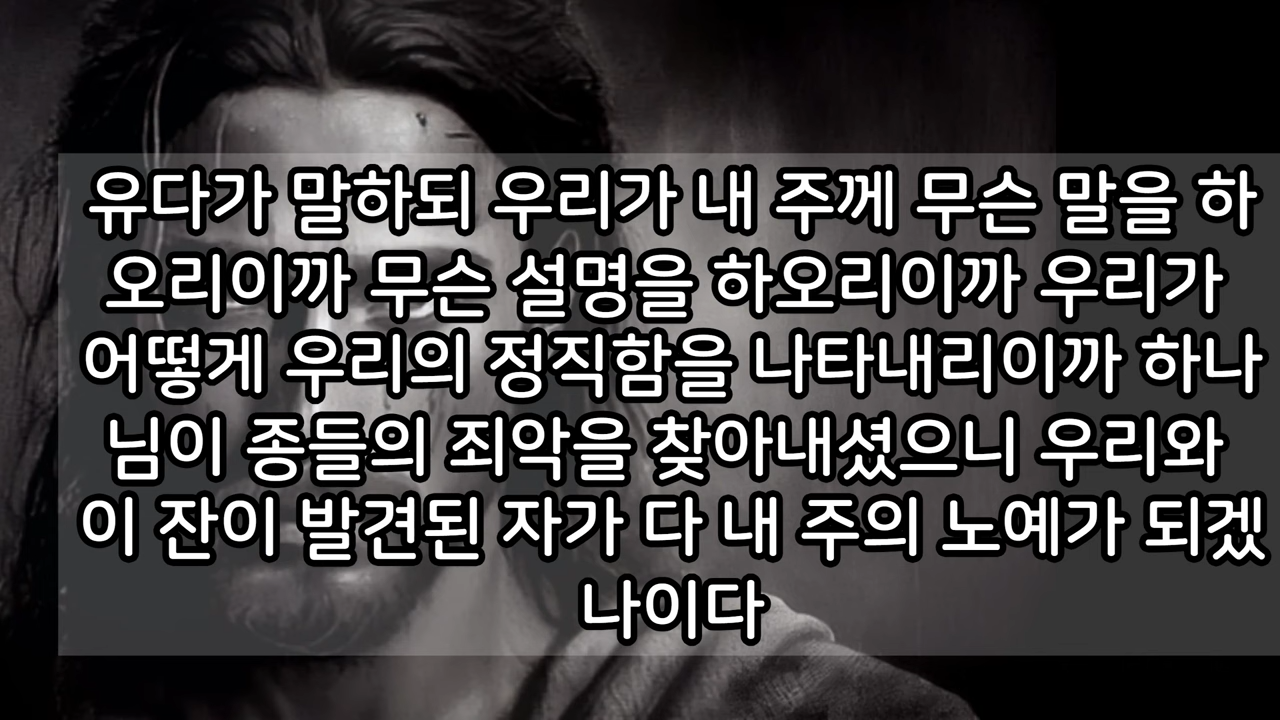 유다가 말하되 우리가 내 주께 무슨 말을 하
오리이까 무슨 설명을 하오리이까 우리가
어떻게 우리의 정직함을 나타내리이까 하나
님이 종들의 죄악을 찾아내셨으니 우리와
이 잔이 발견된 자가 다 내 주의 노예가 되겠
나이다